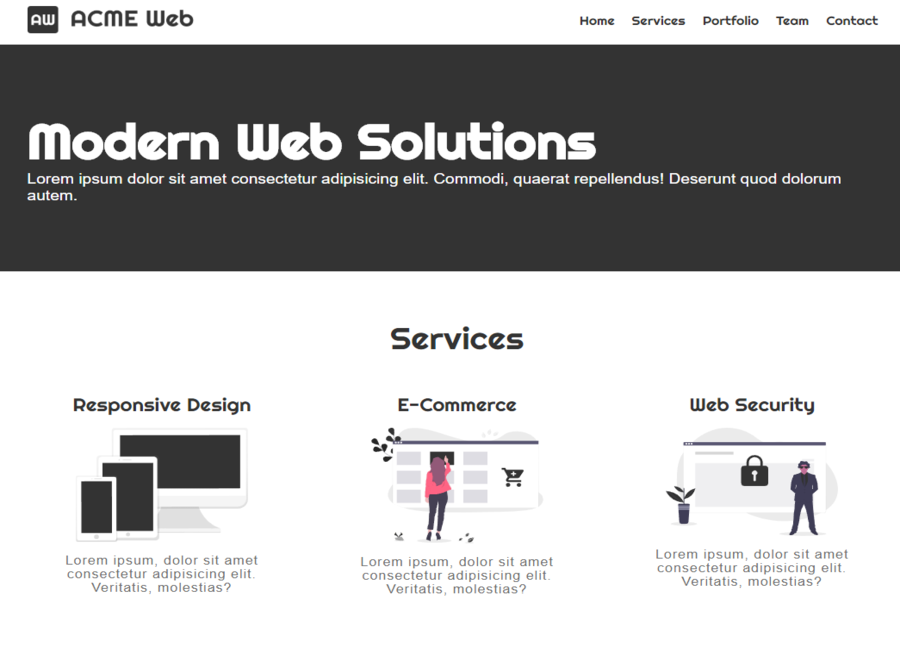 AW ACME Web
Home Services Portfolio Team Contact
Modern Web Solutions
Lorem ipsum dolor sit amet consectetur adipisicing elit. Commodi, quaerat repellendus! Deserunt quod dolorum
autem.
Services
Responsive Design
Lorem ipsum, dolor sit amet
consectetur adipisicing elit.
Veritatis, molestias?
E-Commerce
Lorem ipsum, dolor sit amet
consectetur adipisicing elit.
Veritatis, molestias?
Web Security
Lorem ipsum, dolor sit amet
consectetur adipisicing elit.
Veritatis, molestias?